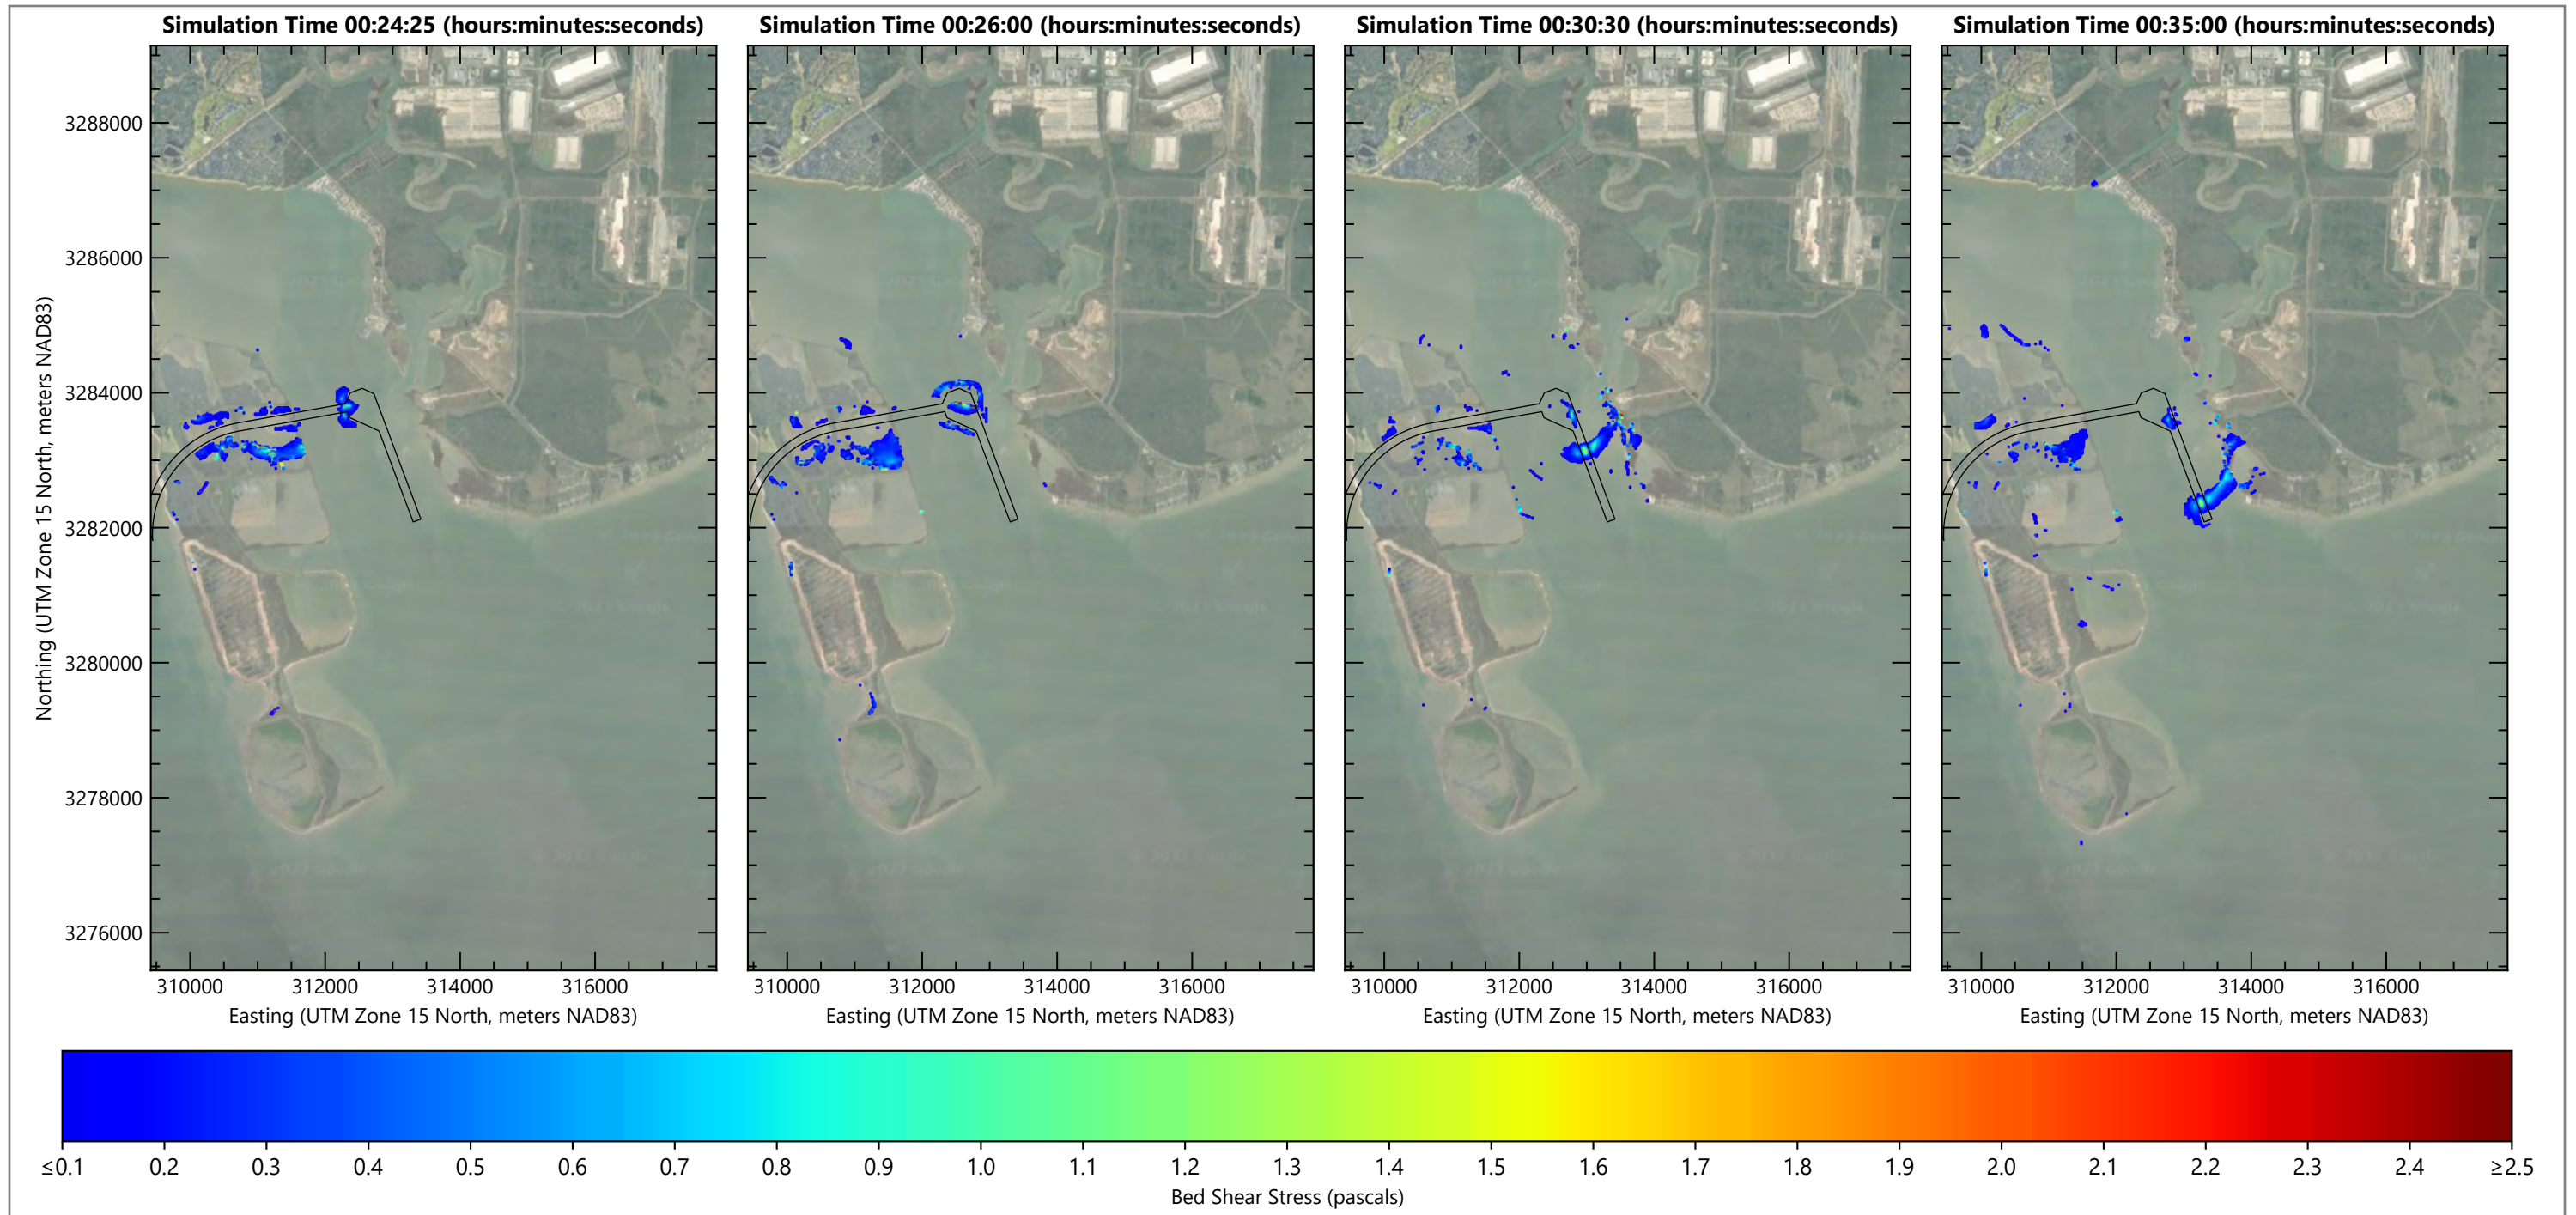 Simulation Time 00:24:25 (hours:minutes:seconds)
Simulation Time 00:26:00 (hours:minutes:seconds)
Simulation Time 00:30:30 (hours:minutes:seconds)
Simulation Time 00:35:00 (hours:minutes:seconds)
Northing (UTM Zone 15 North, meters NAD83)
3288000
3286000
3284000
3282000
3280000
3278000
3276000
310000 312000 314000 316000
310000 312000 314000 316000
310000 312000 314000 316000
310000 312000 314000 316000
Easting (UTM Zone 15 North, meters NAD83)
Easting (UTM Zone 15 North, meters NAD83)
Easting (UTM Zone 15 North, meters NAD83)
Easting (UTM Zone 15 North, meters NAD83)
≤0.1 0.2 0.3 0.4 0.5 0.6 0.7 0.8 0.9 1.0 1.1 1.2 1.3 1.4 1.5 1.6 1.7 1.8 1.9 2.0 2.1 2.2 2.3 2.4 ≥2.5
Bed Shear Stress (pascals)